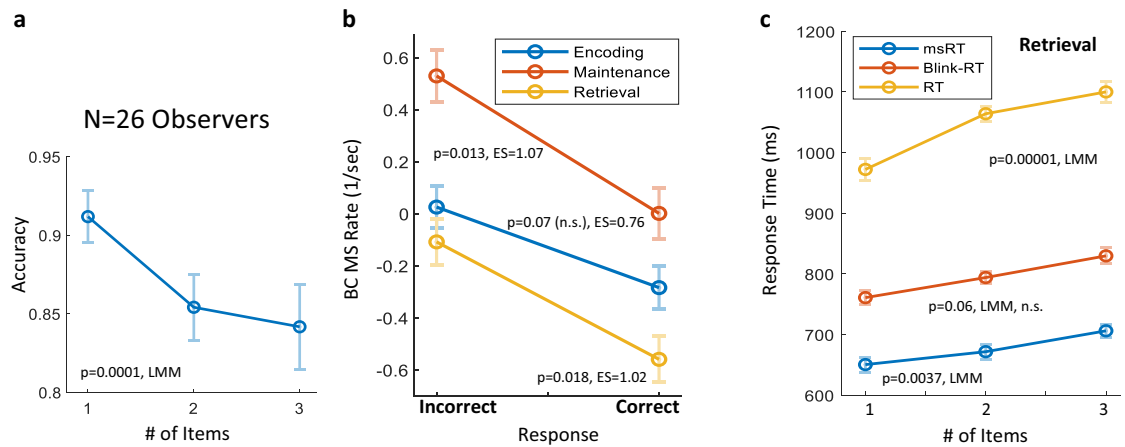 a
N=26 Observers
0.95
0.9
0.85
0.8
Accuracy
p=0.0001, LMM
1 2 3
# of Items
b
0.6
0.4
0.2
0
-0.2
-0.4
-0.6
BC MS Rate (1/sec)
Encoding
Maintenance
Retrieval
p=0.013, ES=1.07
p=0.07 (n.s.), ES=0.76
p=0.018, ES=1.02
Incorrect Correct
Response
c
1200
1100
1000
900
800
700
600
Response Time (ms)
msRT
Blink-RT
RT
Retrieval
p=0.00001, LMM
p=0.06, LMM, n.s.
p=0.0037, LMM
1 2 3
# of Items